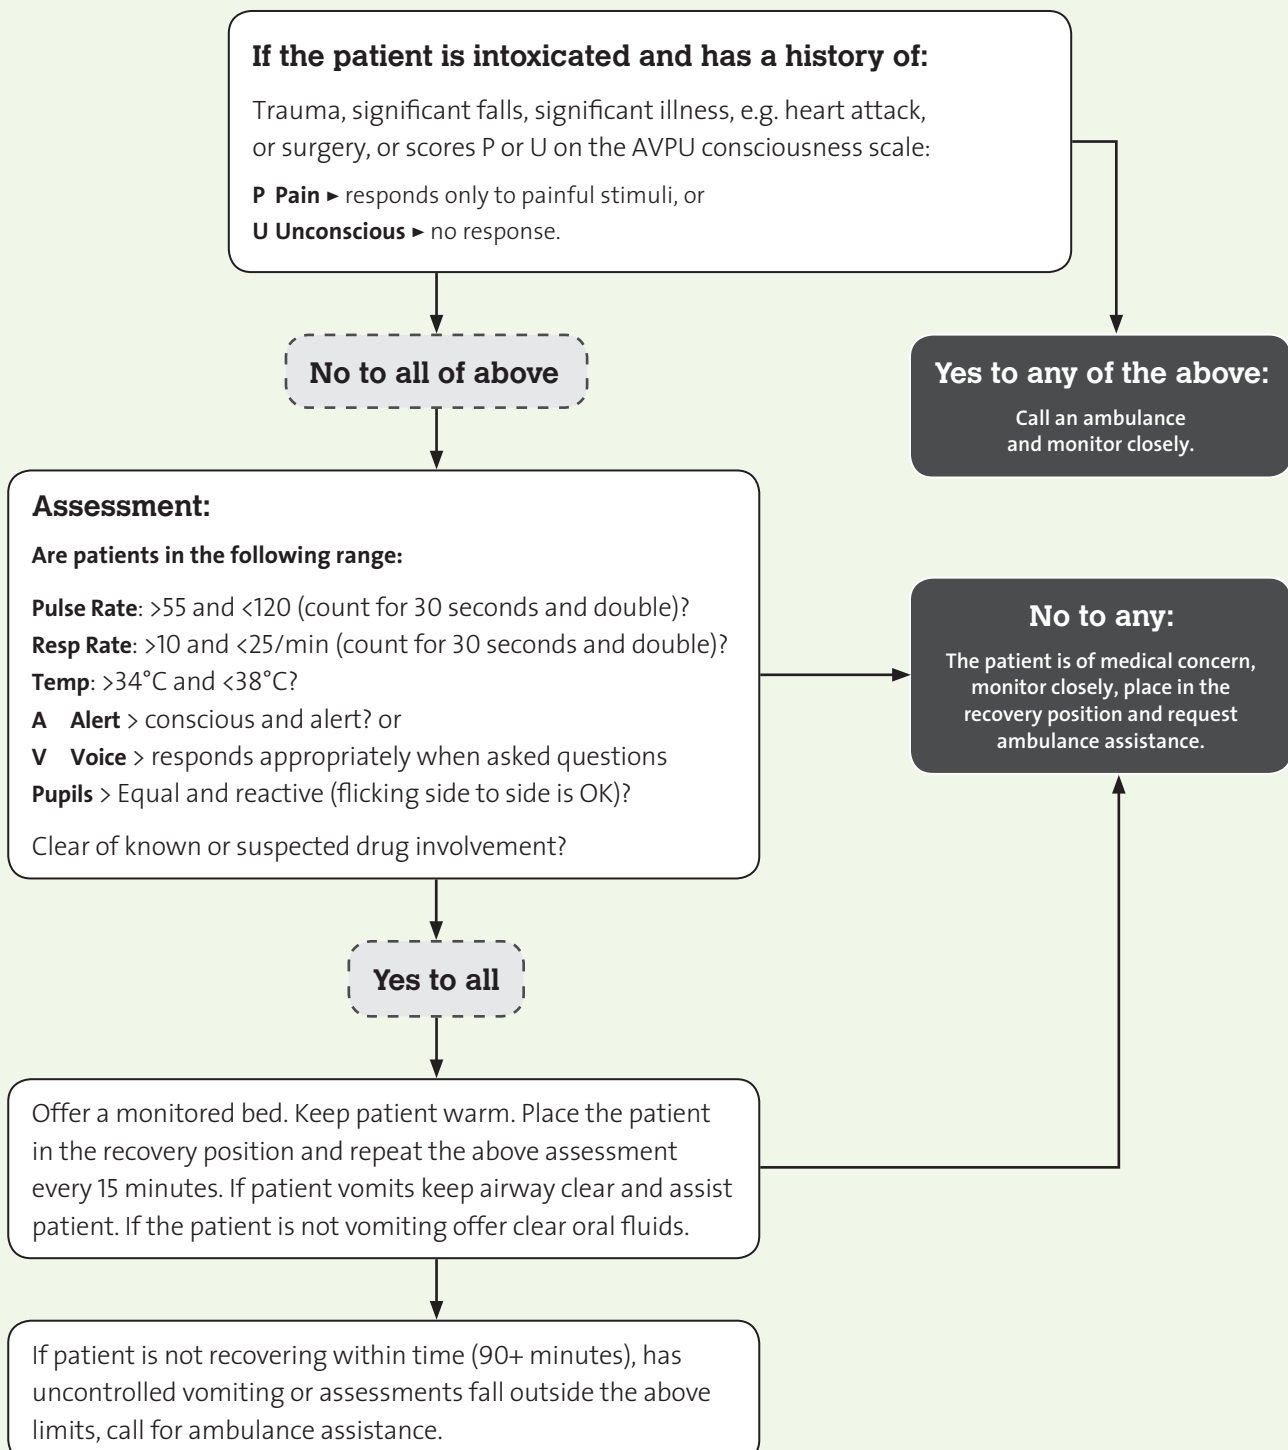 If the patient is intoxicated and has a history of:
Trauma, significant falls, significant illness, e.g. heart attack,
or surgery, or scores P or U on the AVPU consciousness scale:
P Pain ► responds only to painful stimuli, or
U Unconscious ► no response.
No to all of above
Yes to any of the above:
Call an ambulance
and monitor closely.
Assessment:
Are patients in the following range:
Pulse Rate: >55 and <120 (count for 30 seconds and double)?
Resp Rate: >10 and <25/min (count for 30 seconds and double)?
Temp: >34°C and <38°C?
A Alert > conscious and alert? or
V Voice > responds appropriately when asked questions
Pupils > Equal and reactive (flicking side to side is OK)?
Clear of known or suspected drug involvement?
No to any:
The patient is of medical concern,
monitor closely, place in the
recovery position and request
ambulance assistance.
Yes to all
Offer a monitored bed. Keep patient warm. Place the patient
in the recovery position and repeat the above assessment
every 15 minutes. If patient vomits keep airway clear and assist
patient. If the patient is not vomiting offer clear oral fluids.
If patient is not recovering within time (90+ minutes), has
uncontrolled vomiting or assessments fall outside the above
limits, call for ambulance assistance.